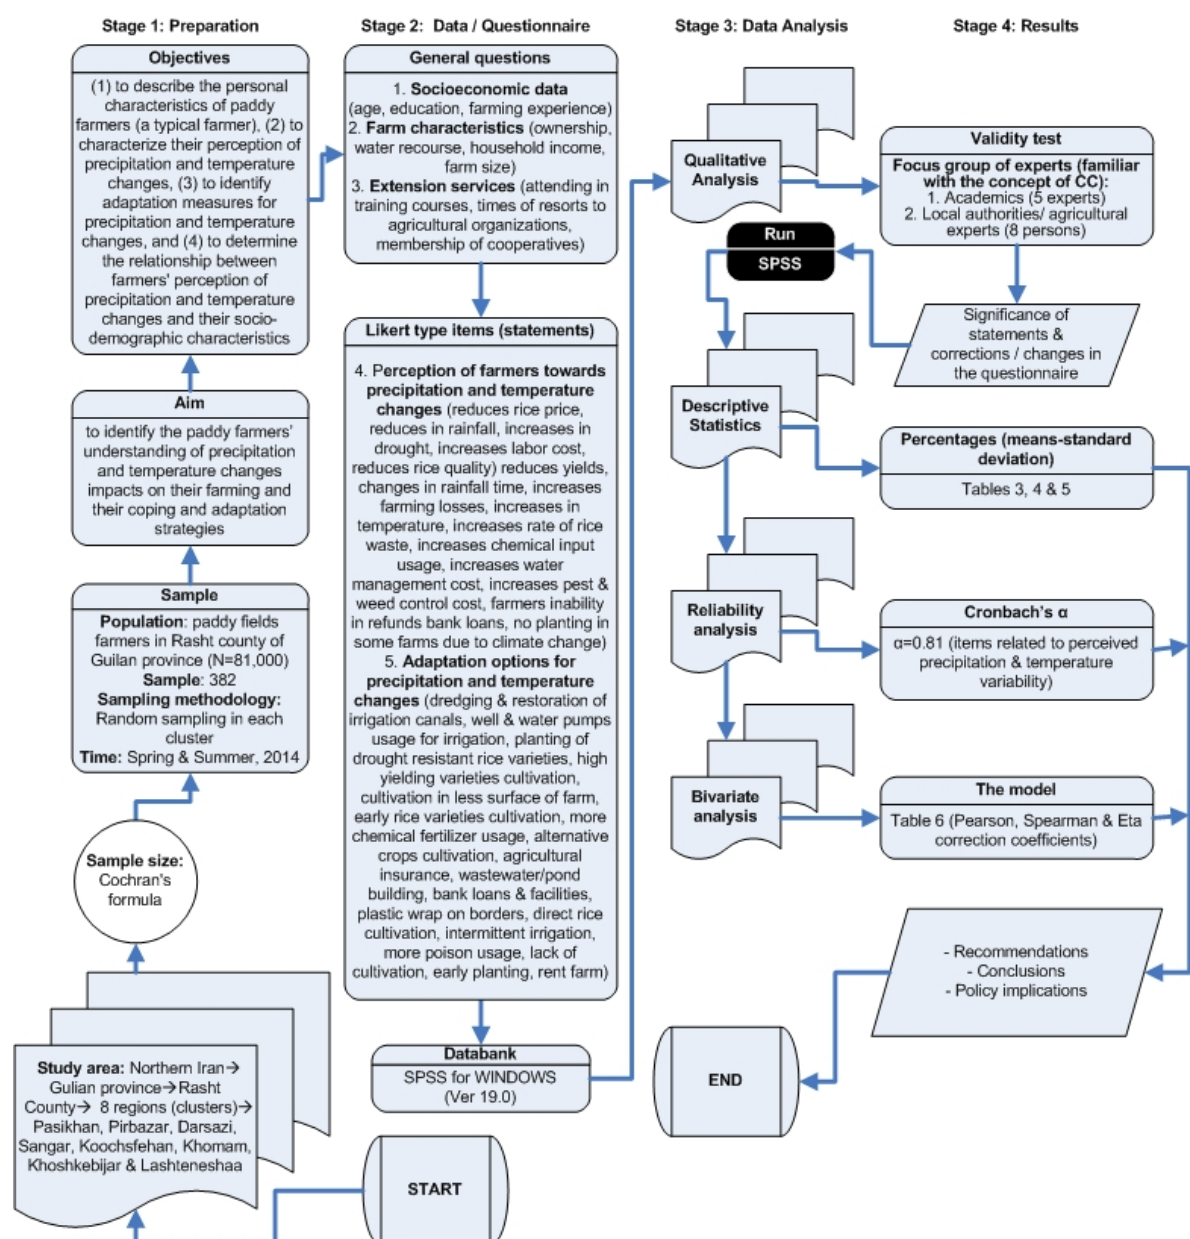 Stage 1: Preparation
Objectives
(1) to describe the personal
characteristics of paddy
farmers (a typical farmer), (2) to
characterize their perception of
precipitation and temperature
changes, (3) to identify
adaptation measures for
precipitation and temperature
changes, and (4) to determine
the relationship between
farmers' perception of
precipitation and temperature
changes and their socio-
demographic characteristics
Aim
to identify the paddy farmers'
understanding of precipitation
and temperature changes
impacts on their farming and
their coping and adaptation
strategies
Sample
Population: paddy fields
farmers in Rasht county of
Guilan province (N=81,000)
Sample: 382
Sampling methodology:
Random sampling in each
cluster
Time: Spring & Summer, 2014
Sample size:
Cochran's
formula
Study area: Northern Iran→
Gulian province→Rasht
County→ 8 regions (clusters)→
Pasikhan, Pirbazar, Darsazi,
Sangar, Koochsfehan, Khomam,
Khoshkebijar & Lashteneshaa
Stage 2: Data / Questionnaire
General questions
1. Socioeconomic data
(age, education, farming experience)
2. Farm characteristics (ownership,
water recourse, household income,
farm size)
3. Extension services (attending in
training courses, times of resorts to
agricultural organizations,
membership of cooperatives)
Likert type items (statements)
4. Perception of farmers towards
precipitation and temperature
changes (reduces rice price,
reduces in rainfall, increases in
drought, increases labor cost,
reduces rice quality) reduces yields,
changes in rainfall time, increases
farming losses, increases in
temperature, increases rate of rice
waste, increases chemical input
usage, increases water
management cost, increases pest &
weed control cost, farmers inability
in refunds bank loans, no planting in
some farms due to climate change)
5. Adaptation options for
precipitation and temperature
changes (dredging & restoration of
irrigation canals, well & water pumps
usage for irrigation, planting of
drought resistant rice varieties, high
yielding varieties cultivation,
cultivation in less surface of farm,
early rice varieties cultivation, more
chemical fertilizer usage, alternative
crops cultivation, agricultural
insurance, wastewater/pond
building, bank loans & facilities,
plastic wrap on borders, direct rice
cultivation, intermittent irrigation,
more poison usage, lack of
cultivation, early planting, rent farm)
Databank
SPSS for WINDOWS
(Ver 19.0)
START
Stage 3: Data Analysis
Qualitative
Analysis
Run
SPSS
Descriptive
Statistics
Reliability
analysis
Bivariate
analysis
END
Stage 4: Results
Validity test
Focus group of experts (familiar
with the concept of CC):
1. Academics (5 experts)
2. Local authorities/ agricultural
experts (8 persons)
Significance of
statements &
corrections / changes in
the questionnaire
Percentages (means-standard
deviation)
Tables 3, 4 & 5
Cronbach's α
α=0.81 (items related to perceived
precipitation & temperature
variability)
The model
Table 6 (Pearson, Spearman & Eta
correction coefficients)
- Recommendations
- Conclusions
- Policy implications